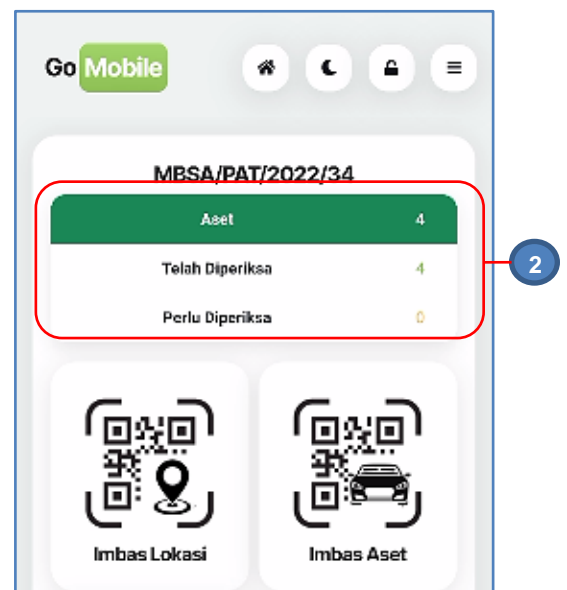 Go Mobile
MBSA/PAT/2022/34
Aset 4
Telah Diperiksa 4
Perlu Diperiksa 0
2
Imbas Lokasi Imbas Aset